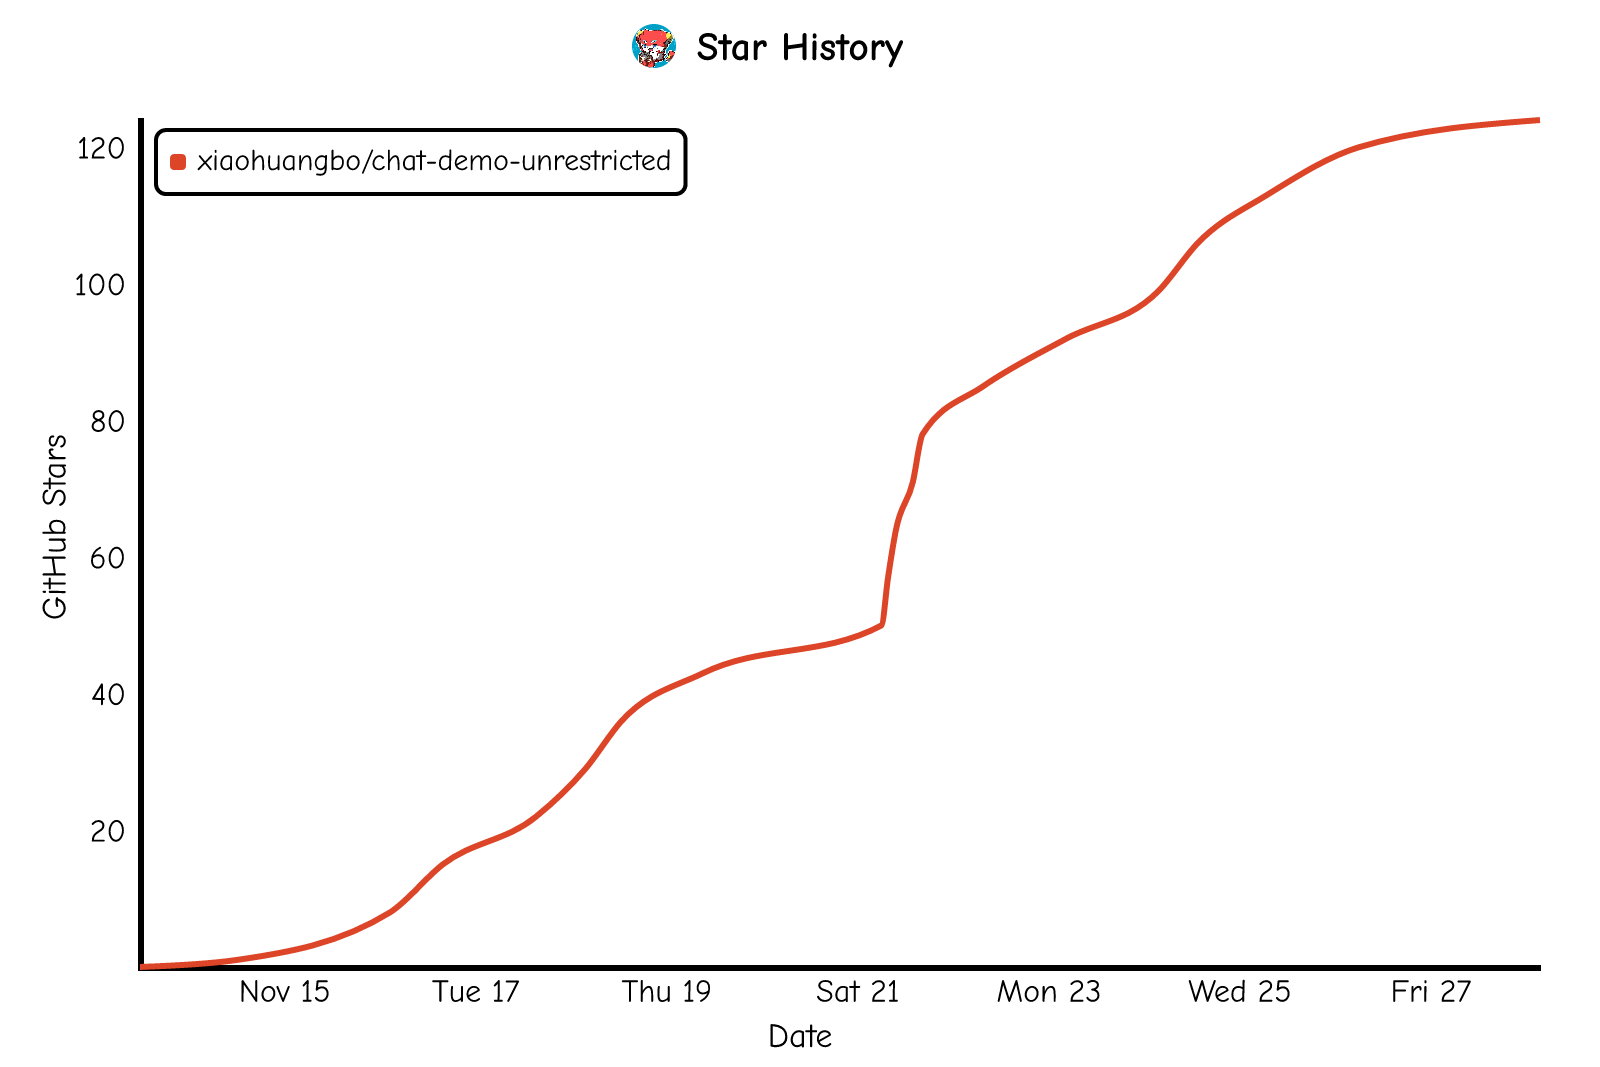 Star History
xiaohuangbo/chat-demo-unrestricted
120
100
80
60
40
20
GitHub Stars
Nov 15
Tue 17
Thu 19
Sat 21
Mon 23
Wed 25
Fri 27
Date